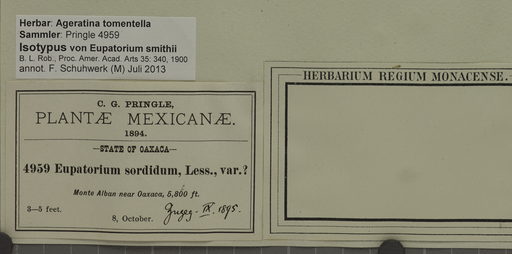 Herbar: Ageratina tomentella
Sammler: Pringle 4959
Isotypus von Eupatorium smithii
B. L. Rob., Proc. Amer. Acad. Arts 35: 340, 1900
annot. F. Schuhwerk (M) Juli 2013
HERBARIUM REGIUM MONACENSE.
C. G. PRINGLE,
PLANTÆ MEXICANÆ.
1894.
—STATE OF OAXACA—
4959 Eupatorium sordidum, Less., var.?
Monte Alban near Oaxaca, 5,800 ft.
3—5 feet.
8, October.
IX. 1895.